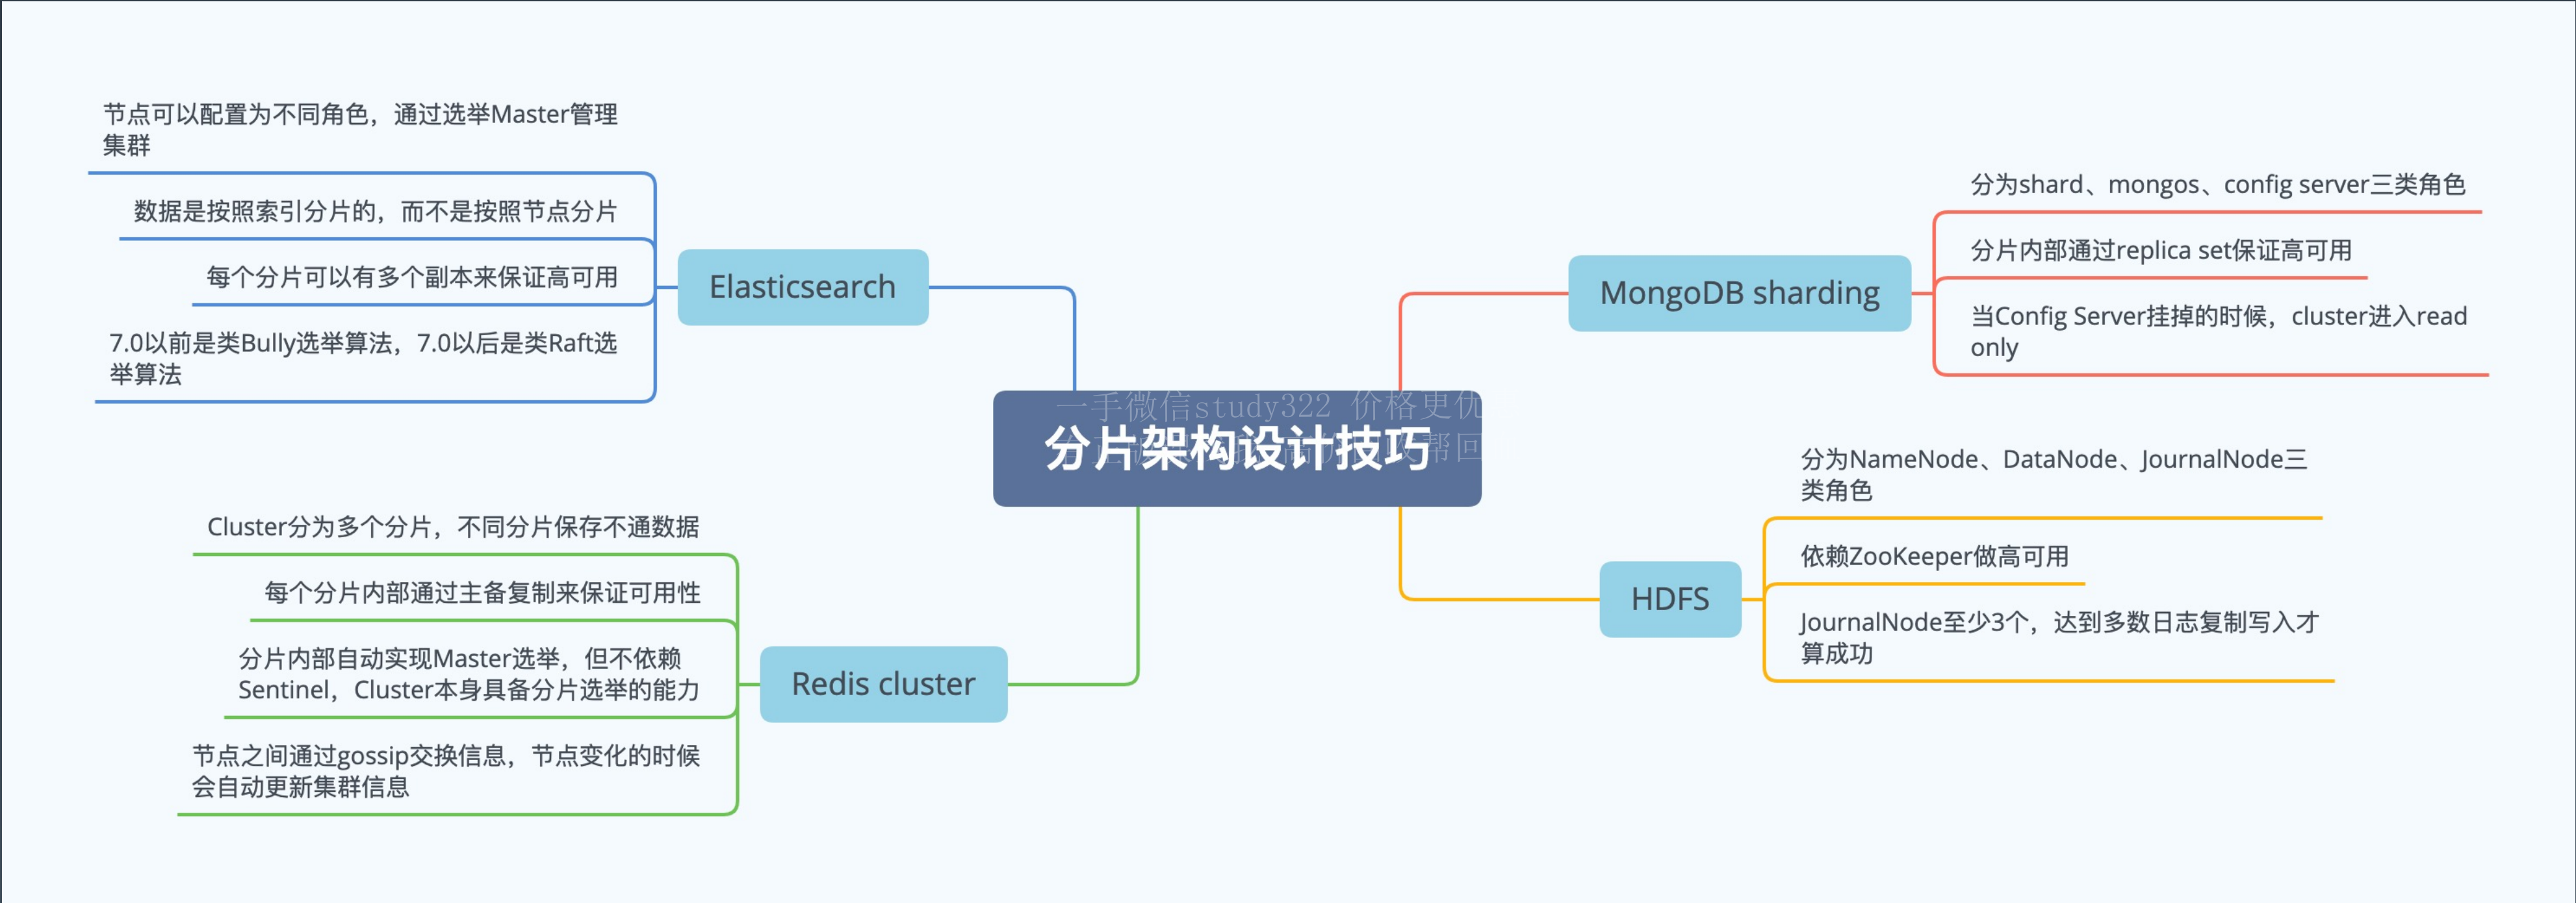 节点可以配置为不同角色，通过选举Master管理
集群
数据是按照索引分片的，而不是按照节点分片
每个分片可以有多个副本来保证高可用
7.0以前是类Bully选举算法，7.0以后是类Raft选
举算法
Elasticsearch
Cluster分为多个分片，不同分片保存不通数据
每个分片内部通过主备复制来保证可用性
分片内部自动实现Master选举，但不依赖
Sentinel，Cluster本身具备分片选举的能力
节点之间通过gossip交换信息，节点变化的时候
会自动更新集群信息
Redis cluster
一手微信study322 价格更优
分片架构设计技巧
MongoDB sharding
分为shard、mongos、config server三类角色
分片内部通过replica set保证高可用
当Config Server挂掉的时候，cluster进入read
only
HDFS
分为NameNode、DataNode、JournalNode三
类角色
依赖ZooKeeper做高可用
JournalNode至少3个，达到多数日志复制写入才
算成功